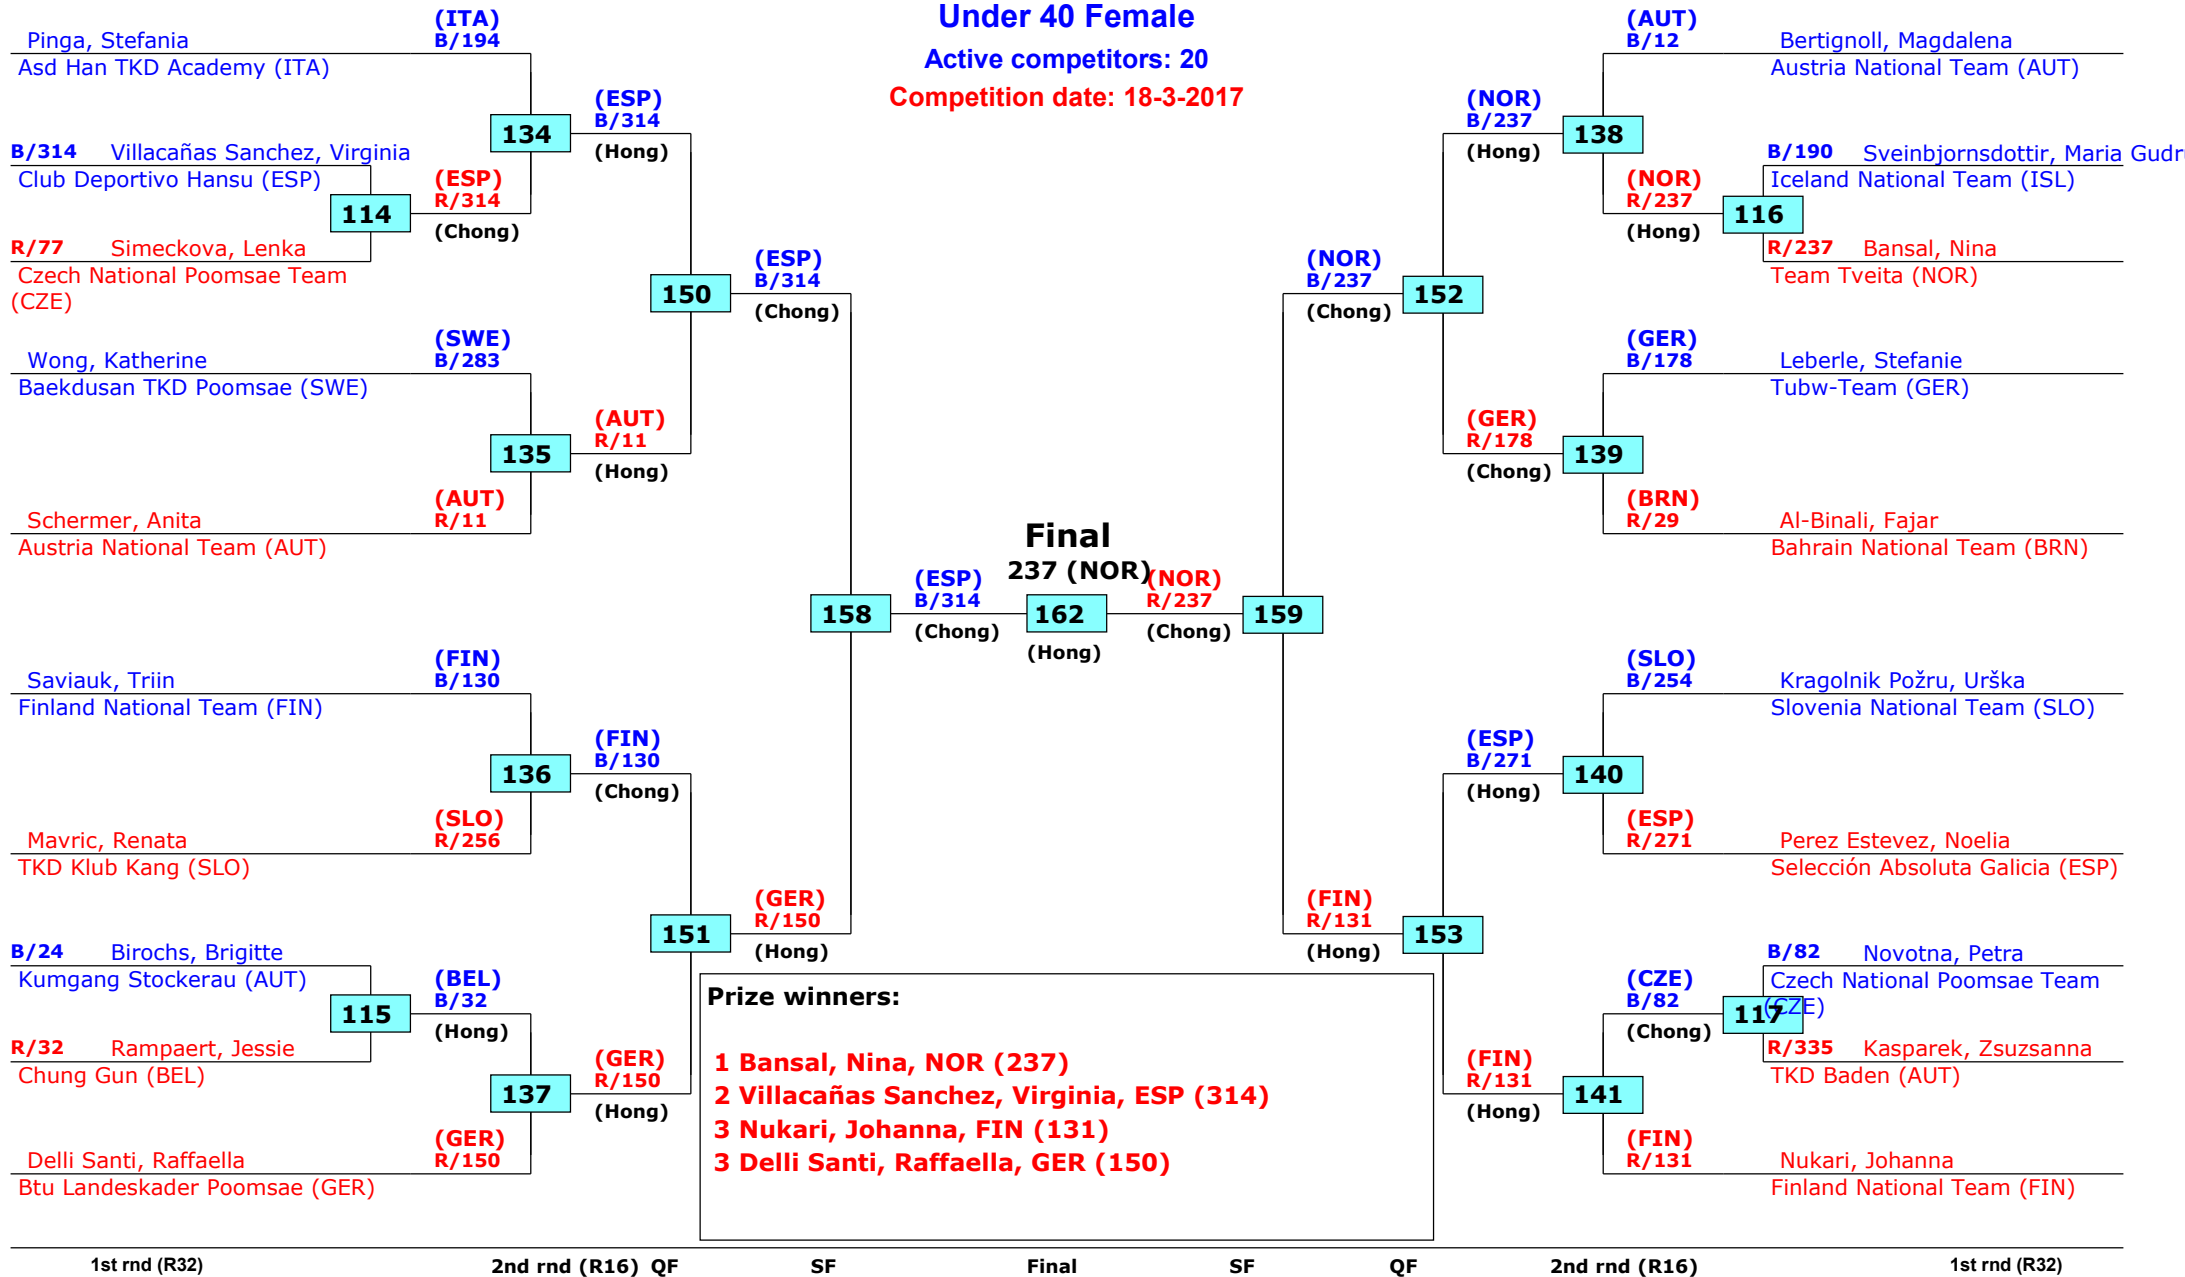 Under 40 Female
Active competitors: 20
Competition date: 18-3-2017
(ITA)
B/194
Pinga, Stefania
Asd Han TKD Academy (ITA)
134
(ESP)
B/314
(Hong)
B/314 Villacañas Sanchez, Virginia
Club Deportivo Hansu (ESP)
114
(ESP)
R/314
(Chong)
R/77 Simeckova, Lenka
Czech National Poomsae Team
(CZE)
150
(ESP)
B/314
(Chong)
(SWE)
B/283
Wong, Katherine
Baekdusan TKD Poomsae (SWE)
135
(AUT)
R/11
(Hong)
(AUT)
R/11
Schermer, Anita
Austria National Team (AUT)
158
(ESP)
B/314
(Chong)
(FIN)
B/130
Saviauk, Triin
Finland National Team (FIN)
136
(FIN)
B/130
(Chong)
(SLO)
R/256
Mavric, Renata
TKD Klub Kang (SLO)
151
(GER)
R/150
(Hong)
B/24 Birochs, Brigitte
Kumgang Stockerau (AUT)
115
(BEL)
B/32
(Hong)
R/32 Rampaert, Jessie
Chung Gun (BEL)
137
(GER)
R/150
(Hong)
(GER)
R/150
Delli Santi, Raffaella
Btu Landeskader Poomsae (GER)
Final
237 (NOR)
162
(Hong)
(NOR)
R/237
(Chong)
159
(AUT)
B/12
Bertignoll, Magdalena
Austria National Team (AUT)
(NOR)
B/237
(Hong)
138
B/190 Sveinbjornsdottir, Maria Gudr
Iceland National Team (ISL)
(NOR)
R/237
(Hong)
116
R/237 Bansal, Nina
Team Tveita (NOR)
(NOR)
B/237
(Chong)
152
(GER)
B/178
Leberle, Stefanie
Tubw-Team (GER)
(GER)
R/178
(Chong)
139
(BRN)
R/29
Al-Binali, Fajar
Bahrain National Team (BRN)
(SLO)
B/254
Kragolnik Požru, Urška
Slovenia National Team (SLO)
(ESP)
B/271
(Hong)
140
(ESP)
R/271
Perez Estevez, Noelia
Selección Absoluta Galicia (ESP)
(FIN)
R/131
(Hong)
153
B/82 Novotna, Petra
Czech National Poomsae Team
(CZE)
(CZE)
B/82
(Chong)
117
R/335 Kasparek, Zsuzsanna
TKD Baden (AUT)
(FIN)
R/131
(Hong)
141
(FIN)
R/131
Nukari, Johanna
Finland National Team (FIN)
Prize winners:
1 Bansal, Nina, NOR (237)
2 Villacañas Sanchez, Virginia, ESP (314)
3 Nukari, Johanna, FIN (131)
3 Delli Santi, Raffaella, GER (150)
1st rnd (R32) 2nd rnd (R16) QF SF Final SF QF 2nd rnd (R16) 1st rnd (R32)